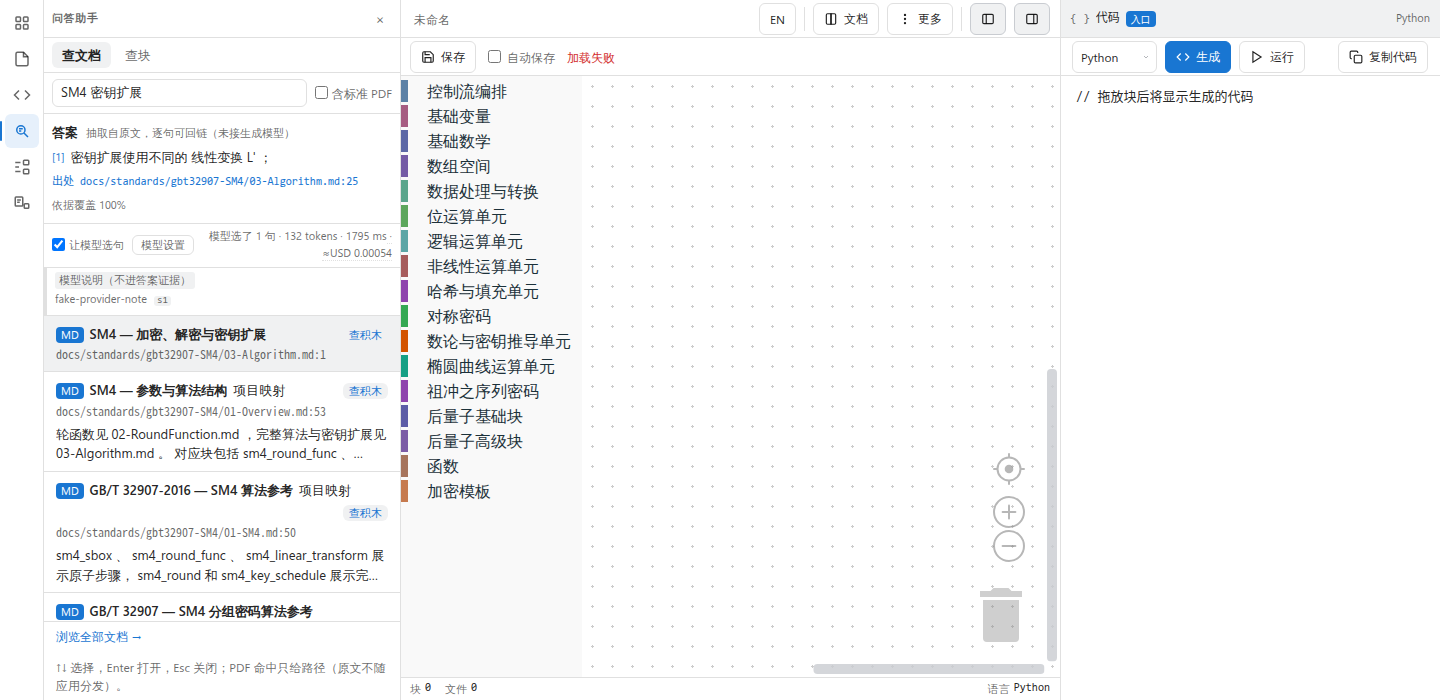 问答助手 ×
查文档 查块
SM4 密钥扩展 含标准 PDF
答案 抽取自原文，逐句可回链（未接生成模型）
[1] 密钥扩展使用不同的 线性变换 L' ；
出处 docs/standards/gbt32907-SM4/03-Algorithm.md:25
依据覆盖 100%
让模型选句 模型设置 模型选了 1 句 · 132 tokens · 1795 ms ·
≈USD 0.00054
模型说明（不进答案证据）
fake-provider-note s1
MD SM4 — 加密、解密与密钥扩展 查积木
docs/standards/gbt32907-SM4/03-Algorithm.md:1
MD SM4 — 参数与算法结构 项目映射 查积木
docs/standards/gbt32907-SM4/01-Overview.md:53
轮函数见 02-RoundFunction.md ，完整算法与密钥扩展见
03-Algorithm.md 。 对应块包括 sm4_round_func 、...
MD GB/T 32907-2016 — SM4 算法参考 项目映射
查积木
docs/standards/gbt32907-SM4/01-SM4.md:50
sm4_sbox 、 sm4_round_func 、 sm4_linear_transform 展
示原子步骤， sm4_round 和 sm4_key_schedule 展示完...
MD GB/T 32907 — SM4 分组密码算法参考
浏览全部文档 →
↑↓ 选择，Enter 打开，Esc 关闭；PDF 命中只给路径（原文不随
应用分发）。
未命名 EN 文档 更多
保存 自动保存 加载失败
控制流编排
基础变量
基础数学
数组空间
数据处理与转换
位运算单元
逻辑运算单元
非线性运算单元
哈希与填充单元
对称密码
数论与密钥推导单元
椭圆曲线运算单元
祖冲之序列密码
后量子基础块
后量子高级块
函数
加密模板
块 0 文件 0 语言 Python
{ } 代码 入口 Python
Python 生成 运行 复制代码
// 拖放块后将显示生成的代码